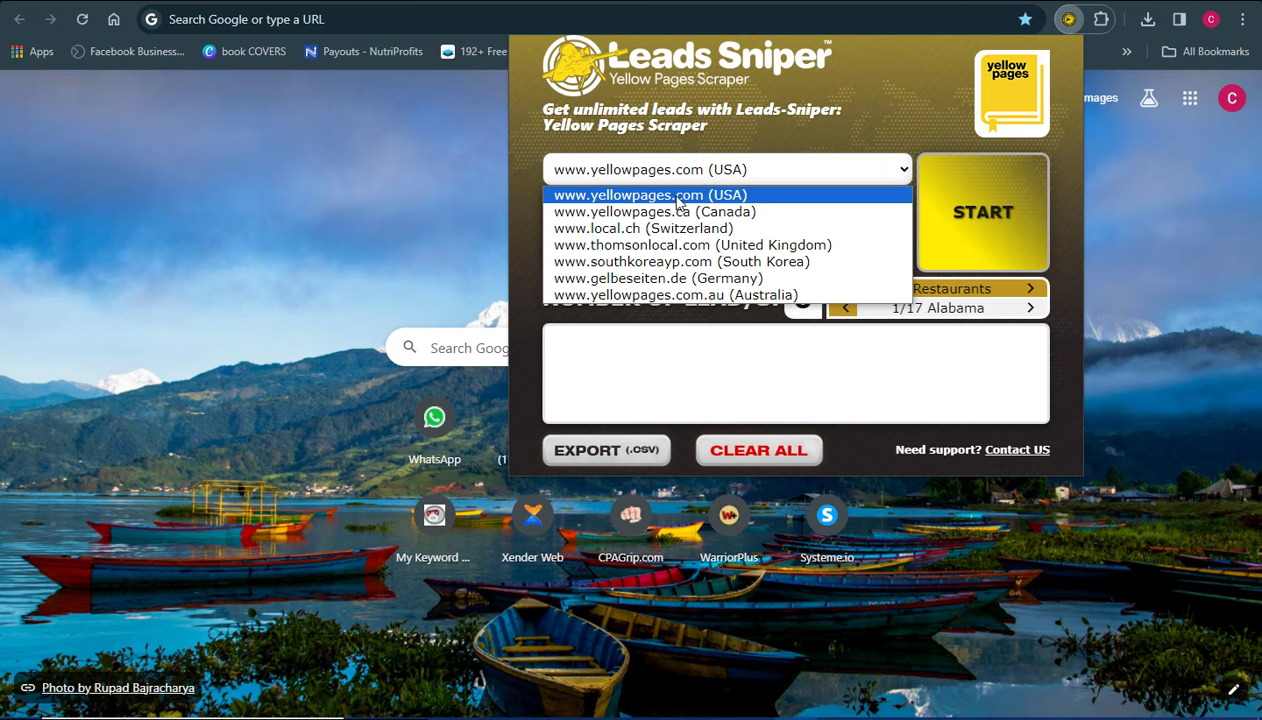 Search Google or type a URL
C
Apps
Facebook Business...
book COVERS
Payouts - NutriProfits
192+ Free
»
All Bookmarks
Leads Sniper™
Yellow Pages Scraper
yellow
pages
Get unlimited leads with Leads-Sniper:
Yellow Pages Scraper
mages
C
www.yellowpages.com (USA)
www.yellowpages.com (USA)
www.yellowpages.ca (Canada)
www.local.ch (Switzerland)
www.thomsonlocal.com (United Kingdom)
www.southkoreayp.com (South Korea)
www.gelbeseiten.de (Germany)
www.yellowpages.com.au (Australia)
START
Restaurants
1/17 Alabama
Search Goog
EXPORT (.CSV)
CLEAR ALL
Need support? Contact US
WhatsApp
(1
My Keyword ...
Xender Web
CPAGrip.com
WarriorPlus
Systeme.io
Photo by Rupad Bajracharya